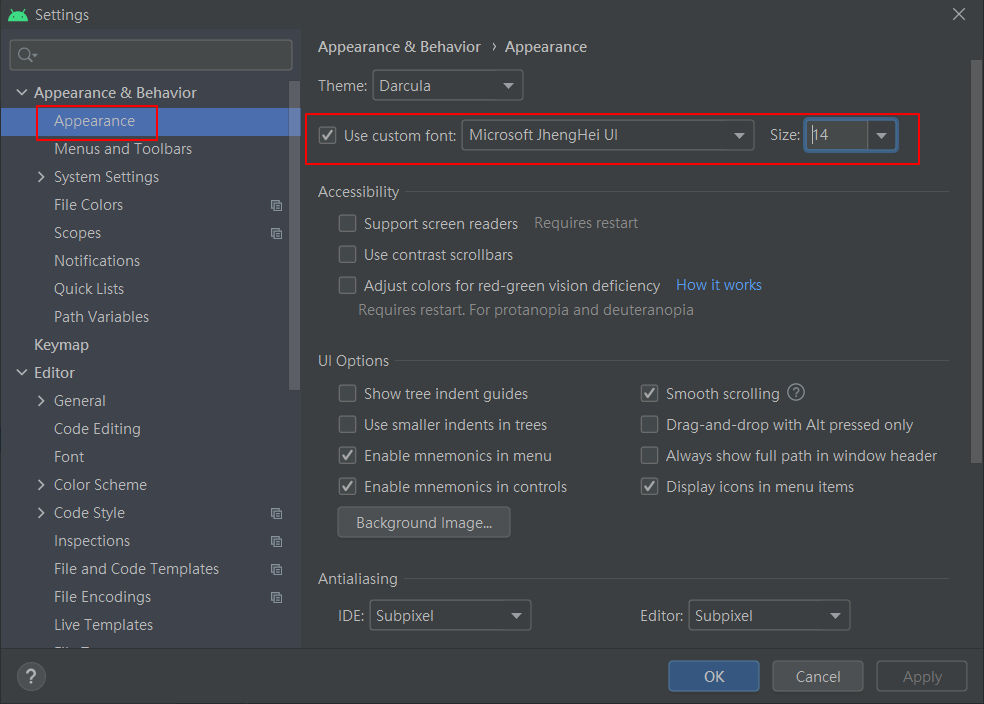 Settings
Appearance & Behavior
Appearance
Menus and Toolbars
System Settings
File Colors
Scopes
Notifications
Quick Lists
Path Variables
Keymap
Editor
General
Code Editing
Font
Color Scheme
Code Style
Inspections
File and Code Templates
File Encodings
Live Templates
Appearance & Behavior › Appearance
Theme: Darcula
Use custom font: Microsoft JhengHei UI Size: 14
Accessibility
Support screen readers Requires restart
Use contrast scrollbars
Adjust colors for red-green vision deficiency How it works
Requires restart. For protanopia and deuteranopia
UI Options
Show tree indent guides Smooth scrolling ?
Use smaller indents in trees Drag-and-drop with Alt pressed only
Enable mnemonics in menu Always show full path in window header
Enable mnemonics in controls Display icons in menu items
Background Image...
Antialiasing
IDE: Subpixel Editor: Subpixel
? OK Cancel Apply